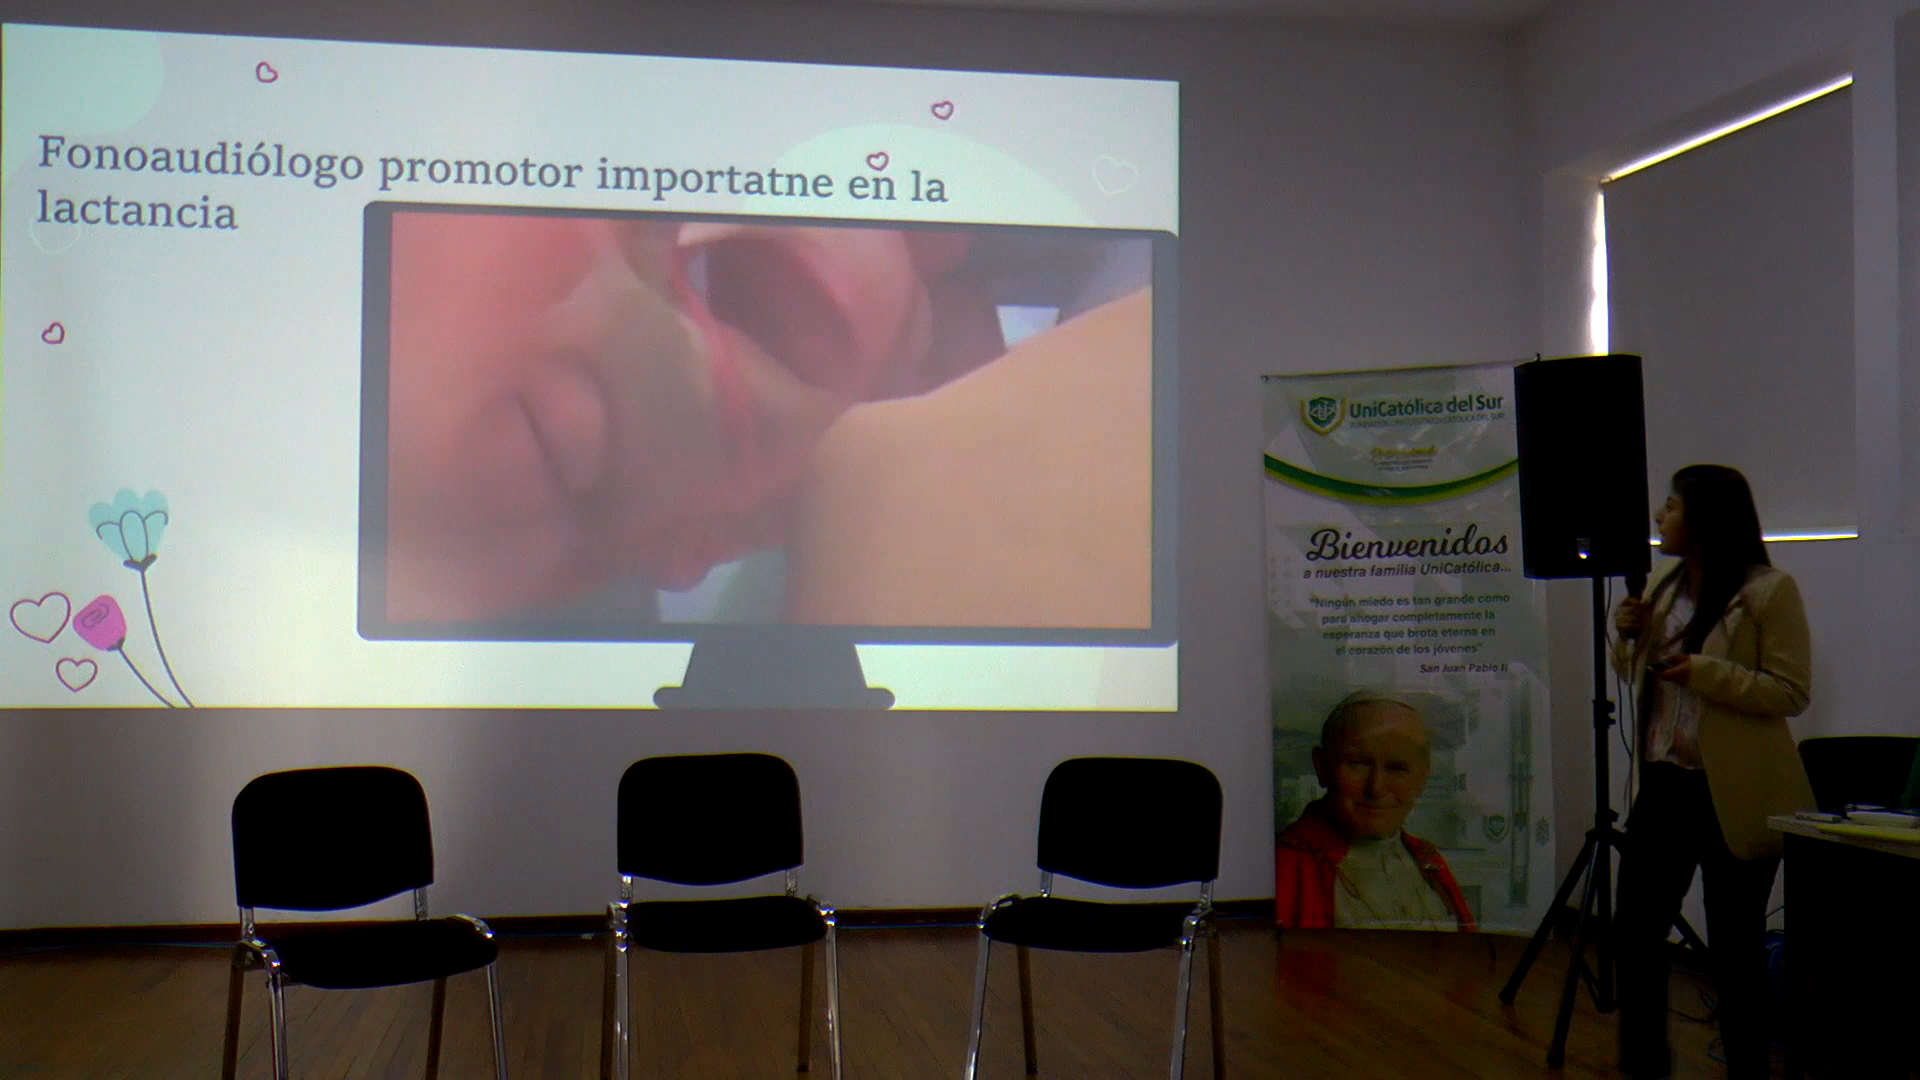 Fonoaudiólogo promotor importatne en la
lactancia
UniCatólica del Sur
Bienvenidos
a nuestra familia UniCatólica...
"Ningún miedo es tan grande como
para ahogar completamente la
esperanza que brota eterna en
el corazón de los jóvenes"
San Juan Pablo II